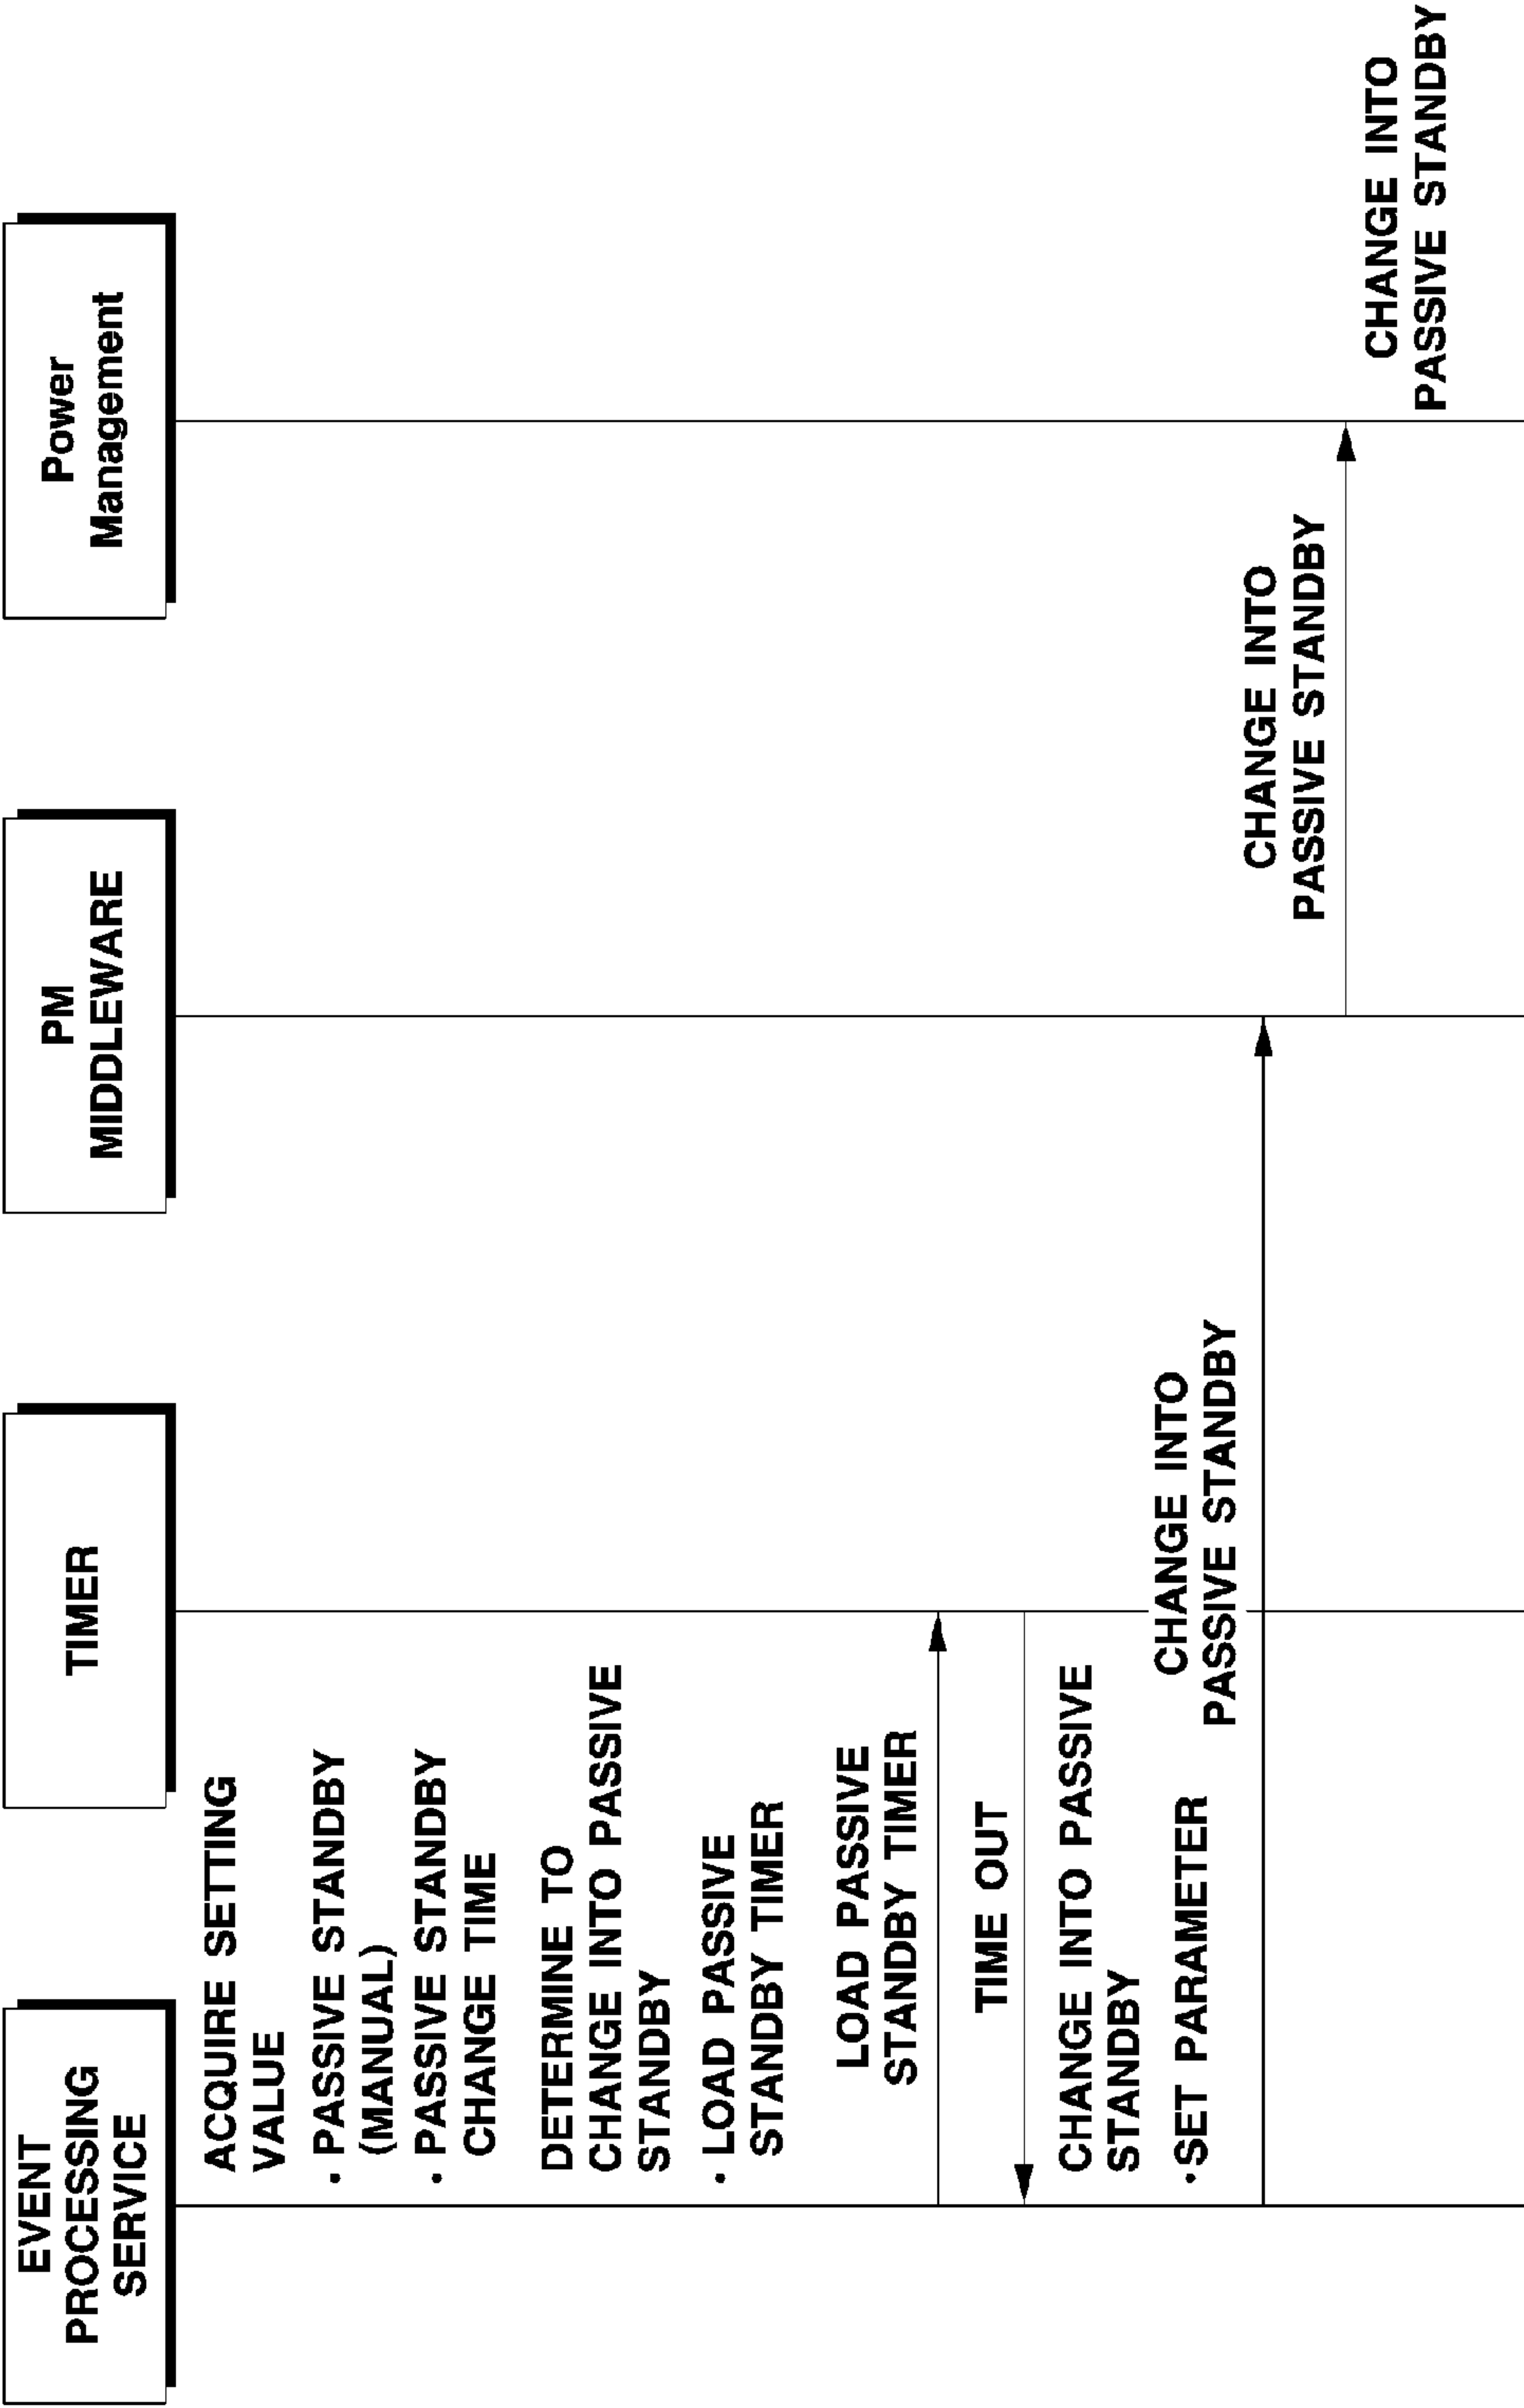 EVENT
PROCESSING
SERVICE
TIMER
PM
MIDDLEWARE
Power
Management
ACQUIRE SETTING
VALUE
· PASSIVE STANDBY
(MANUAL)
· PASSIVE STANDBY
CHANGE TIME
DETERMINE TO
CHANGE INTO PASSIVE
STANDBY
· LOAD PASSIVE
STANDBY TIMER
LOAD PASSIVE
STANDBY TIMER
TIME OUT
CHANGE INTO PASSIVE
STANDBY
· SET PARAMETER
CHANGE INTO
PASSIVE STANDBY
CHANGE INTO
PASSIVE STANDBY
CHANGE INTO
PASSIVE STANDBY